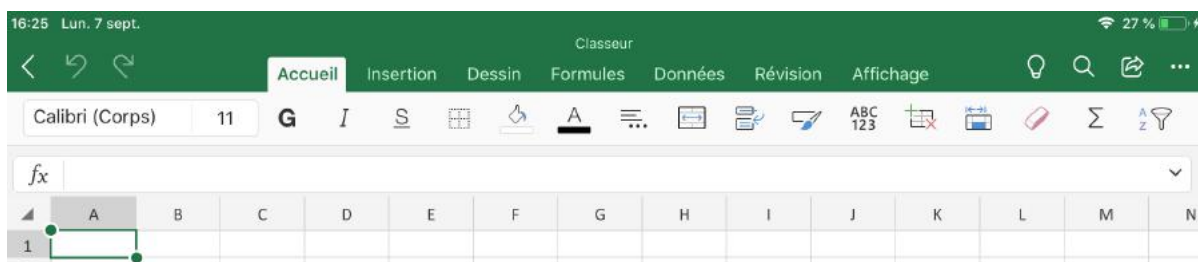 16:25 Lun. 7 sept.
27 %
Classeur
Accueil Insertion Dessin Formules Données Révision Affichage
Calibri (Corps) 11 G I S A ABC 123 Σ A Z
fx
A B C D E F G H I J K L M N
1